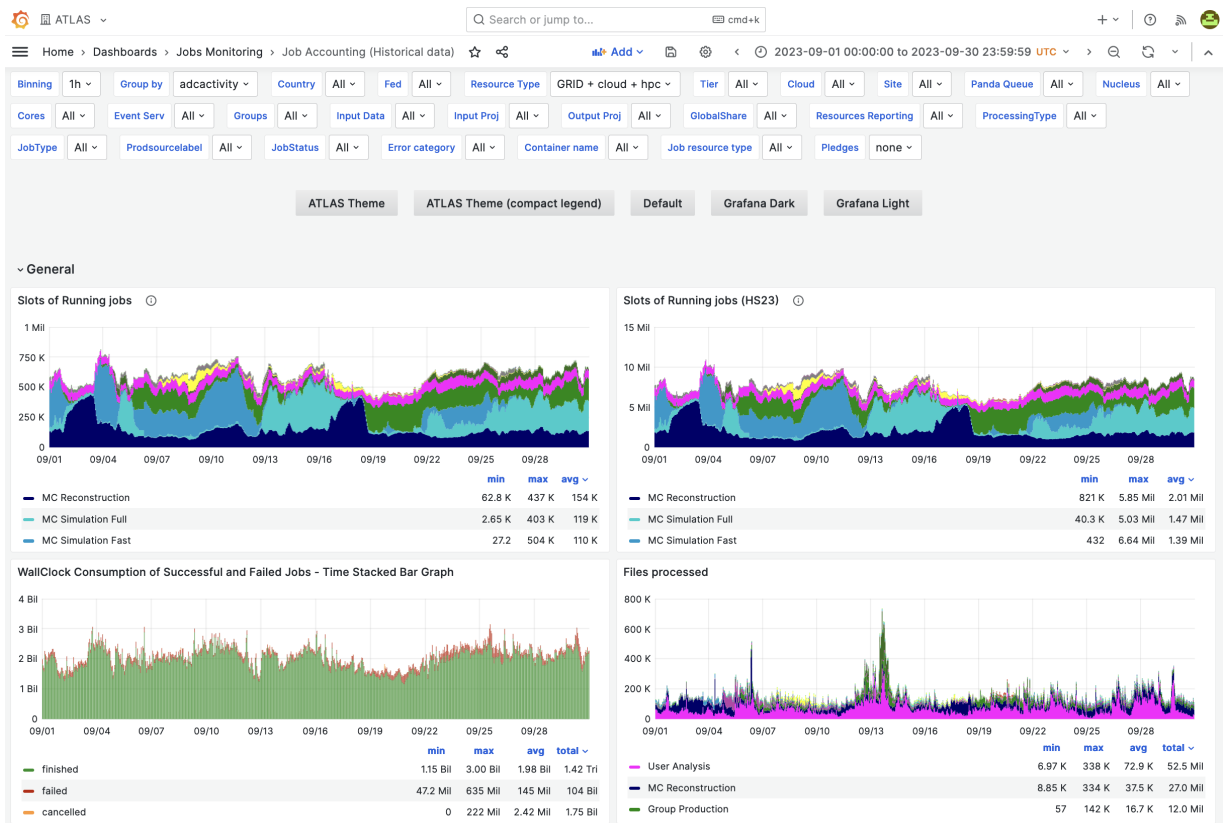 ATLAS
Search or jump to...
cmd+k
Home › Dashboards › Jobs Monitoring › Job Accounting (Historical data)
Add
2023-09-01 00:00:00 to 2023-09-30 23:59:59 UTC
Binning 1h Group by adcactivity Country All Fed All Resource Type GRID + cloud + hpc Tier All Cloud All Site All Panda Queue All Nucleus All
Cores All Event Serv All Groups All Input Data All Input Proj All Output Proj All GlobalShare All Resources Reporting All ProcessingType All
JobType All Prodsourcelabel All JobStatus All Error category All Container name All Job resource type All Pledges none
ATLAS Theme ATLAS Theme (compact legend) Default Grafana Dark Grafana Light
General
Slots of Running jobs
1 Mil
750 K
500 K
250 K
0
09/01 09/04 09/07 09/10 09/13 09/16 09/19 09/22 09/25 09/28
min max avg
MC Reconstruction 62.8 K 437 K 154 K
MC Simulation Full 2.65 K 403 K 119 K
MC Simulation Fast 27.2 504 K 110 K
Slots of Running jobs (HS23)
15 Mil
10 Mil
5 Mil
0
09/01 09/04 09/07 09/10 09/13 09/16 09/19 09/22 09/25 09/28
min max avg
MC Reconstruction 821 K 5.85 Mil 2.01 Mil
MC Simulation Full 40.3 K 5.03 Mil 1.47 Mil
MC Simulation Fast 432 6.64 Mil 1.39 Mil
WallClock Consumption of Successful and Failed Jobs - Time Stacked Bar Graph
4 Bil
3 Bil
2 Bil
1 Bil
0
09/01 09/04 09/07 09/10 09/13 09/16 09/19 09/22 09/25 09/28
min max avg total
finished 1.15 Bil 3.00 Bil 1.98 Bil 1.42 Tri
failed 47.2 Mil 635 Mil 145 Mil 104 Bil
cancelled 0 222 Mil 2.42 Mil 1.75 Bil
Files processed
800 K
600 K
400 K
200 K
0
09/01 09/04 09/07 09/10 09/13 09/16 09/19 09/22 09/25 09/28
min max avg total
User Analysis 6.97 K 338 K 72.9 K 52.5 Mil
MC Reconstruction 8.85 K 334 K 37.5 K 27.0 Mil
Group Production 57 142 K 16.7 K 12.0 Mil